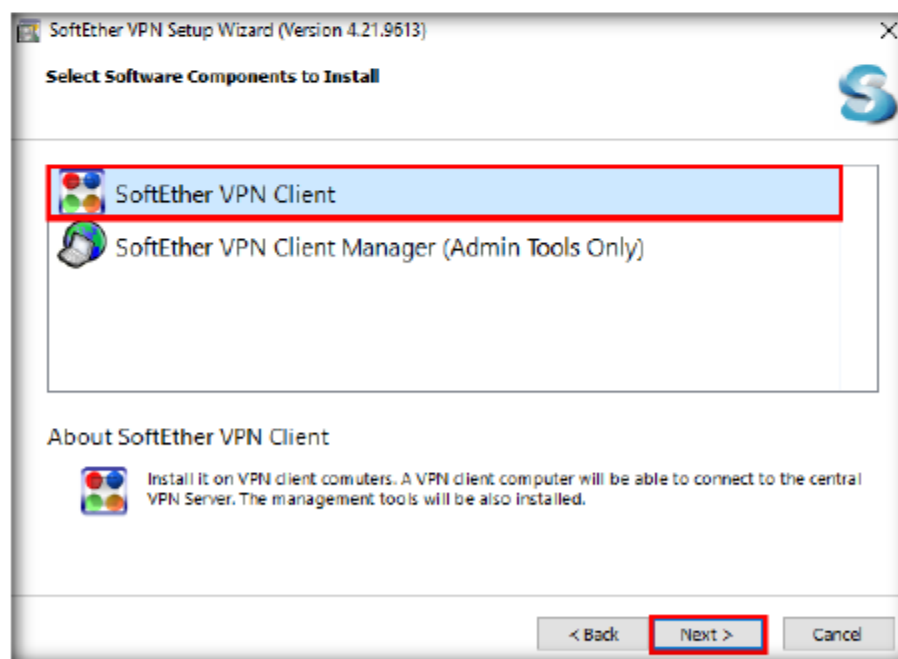 SoftEther VPN Setup Wizard (Version 4.21.9613)
Select Software Components to Install
SoftEther VPN Client
SoftEther VPN Client Manager (Admin Tools Only)
About SoftEther VPN Client
Install it on VPN client comuters. A VPN client computer will be able to connect to the central
VPN Server. The management tools will be also installed.
< Back Next > Cancel